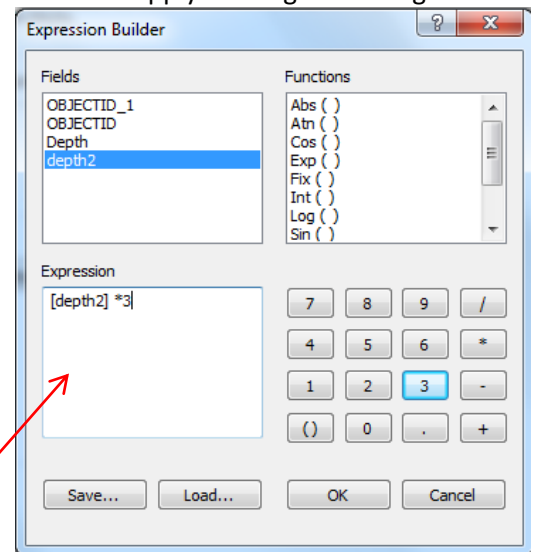 Expression Builder
?
X
Fields
OBJECTID_1
OBJECTID
Depth
depth2
Functions
Abs ( )
Atn ( )
Cos ( )
Exp ( )
Fix ( )
Int ( )
Log ( )
Sin ( )
Expression
[depth2] *3
7 8 9 /
4 5 6 *
1 2 3 -
() 0 . +
Save... Load... OK Cancel